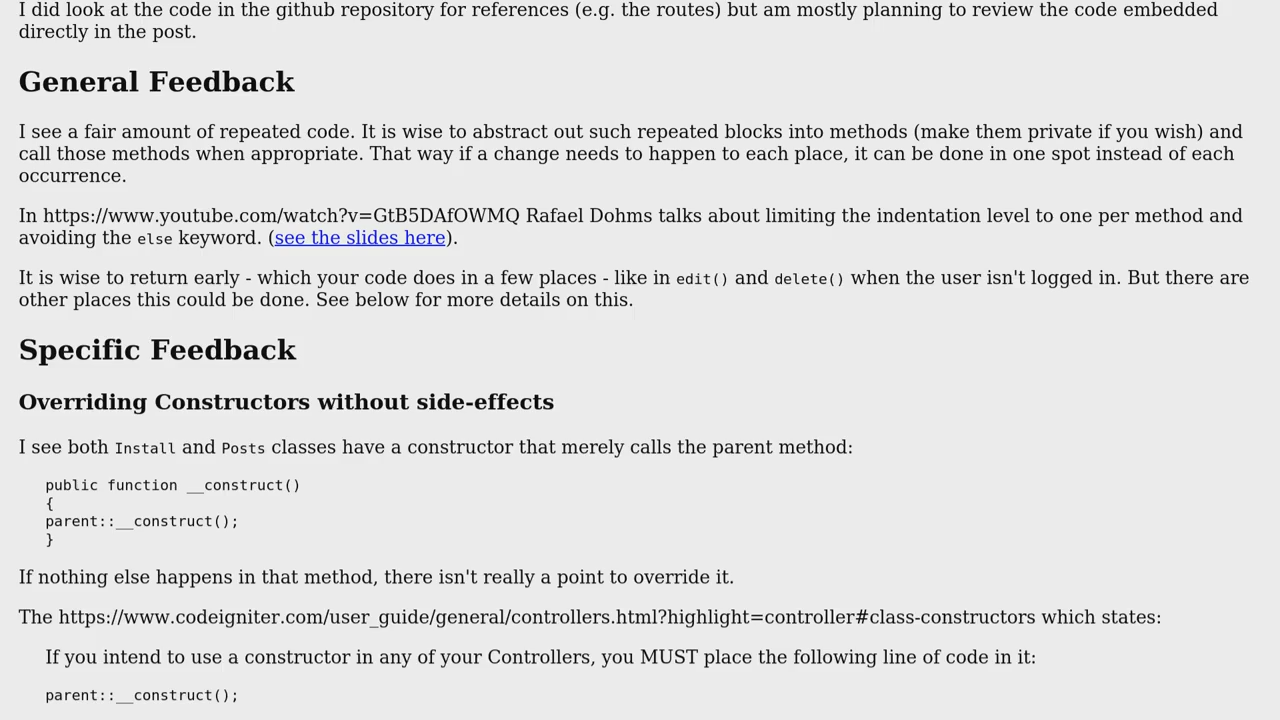 I did look at the code in the github repository for references (e.g. the routes) but am mostly planning to review the code embedded
directly in the post.
General Feedback
I see a fair amount of repeated code. It is wise to abstract out such repeated blocks into methods (make them private if you wish) and
call those methods when appropriate. That way if a change needs to happen to each place, it can be done in one spot instead of each
occurrence.
In https://www.youtube.com/watch?v=GtB5DAfOWMQ Rafael Dohms talks about limiting the indentation level to one per method and
avoiding the else keyword. (see the slides here).
It is wise to return early - which your code does in a few places - like in edit() and delete() when the user isn't logged in. But there are
other places this could be done. See below for more details on this.
Specific Feedback
Overriding Constructors without side-effects
I see both Install and Posts classes have a constructor that merely calls the parent method:
public function __construct()
{
parent::__construct();
}
If nothing else happens in that method, there isn't really a point to override it.
The https://www.codeigniter.com/user_guide/general/controllers.html?highlight=controller#class-constructors which states:
If you intend to use a constructor in any of your Controllers, you MUST place the following line of code in it:
parent::__construct();